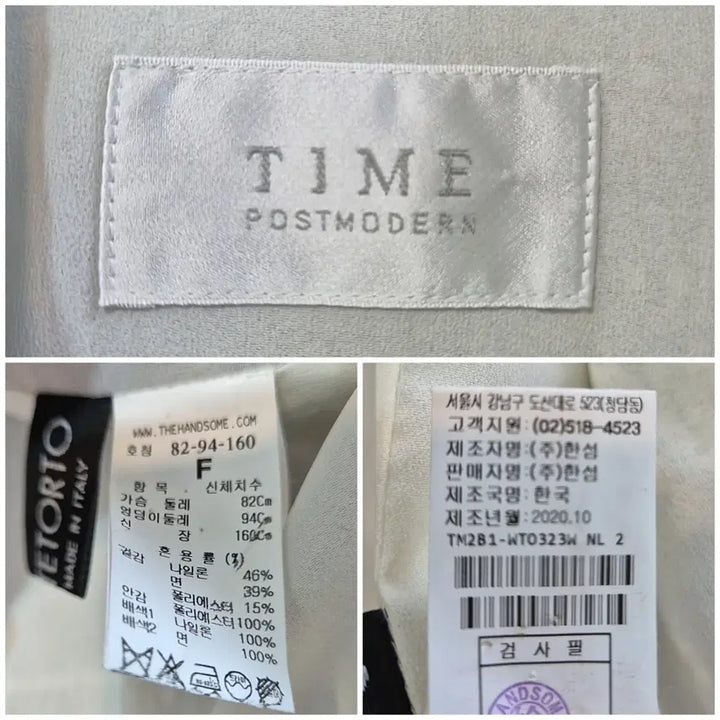 TIME
POSTMODERN
ETORTO
MADE IN ITALY
WWW.THEHANDSOME.COM
호칭 82-94-160
F
항 목 신체치수
가슴 둘레 82Cm
엉덩이둘레 94Cm
신 장 160Cm
혼 용 률 (%)
겉감 나일론 46%
면 39%
폴리에스터 15%
안감 폴리에스터 100%
배색1 나일론 100%
배색2 면 100%
서울시 강남구 도산대로 523(청담동)
고객지원 : (02)518-4523
제조자명 : (주)한섬
판매자명 : (주)한섬
제조국명 : 한국
제조년월 : 2020.10
TM2B1-WTO323W NL 2
검 사 필
HANDSOME